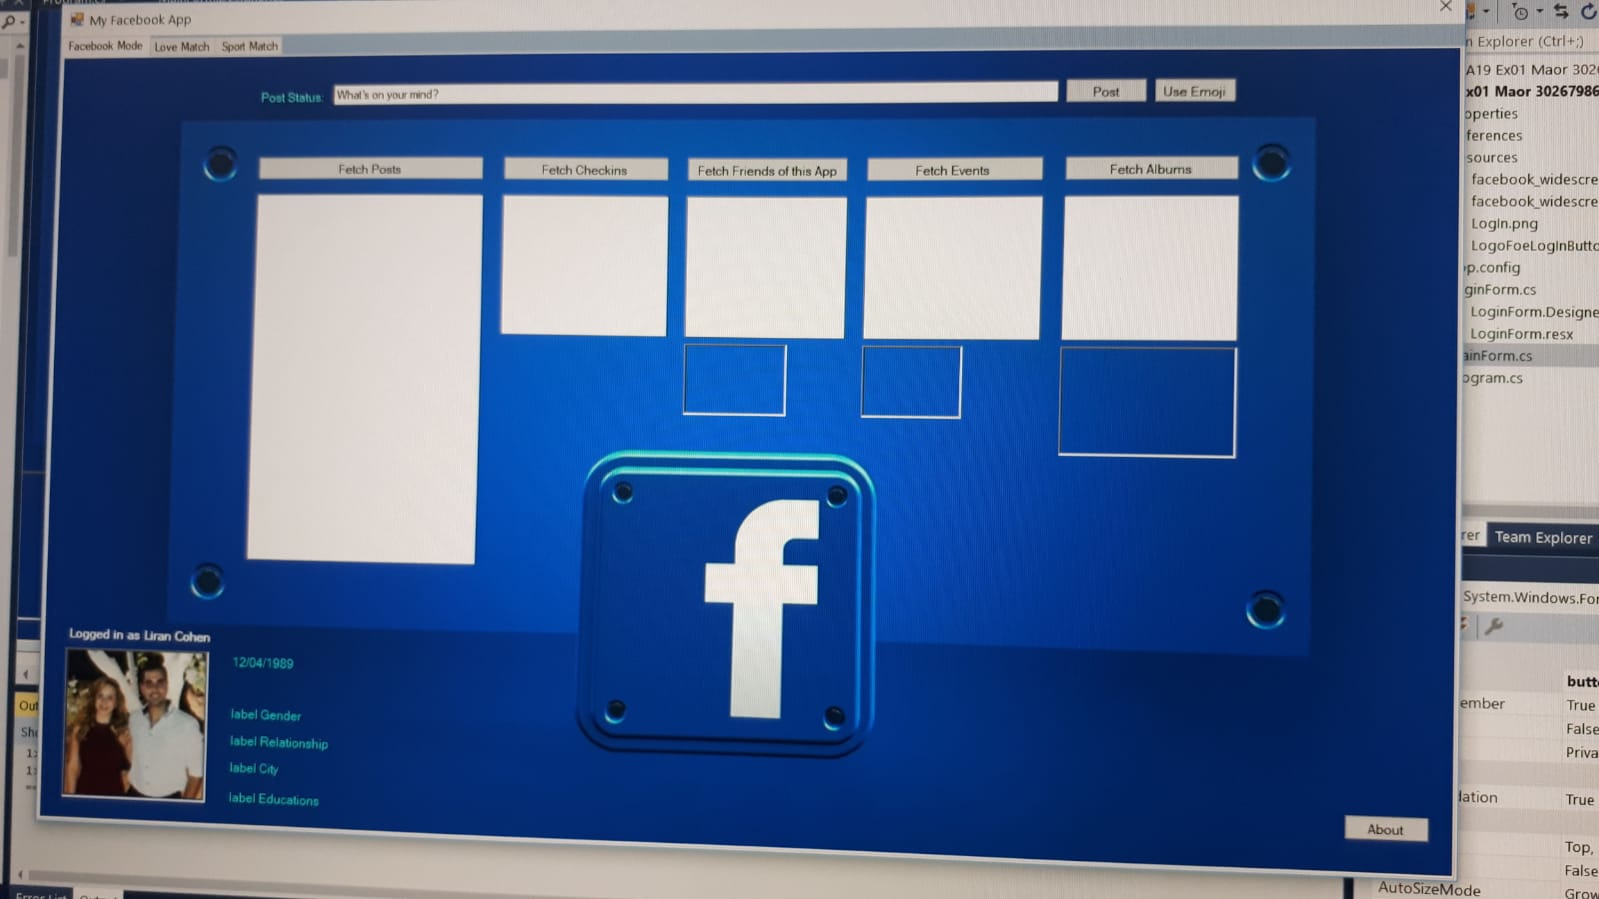 My Facebook App
Facebook Mode Love Match Sport Match
Post Status: What's on your mind? Post Use Emoji
Fetch Posts Fetch Checkins Fetch Friends of this App Fetch Events Fetch Albums
Logged in as Liran Cohen
12/04/1989
label Gender
label Relationship
label City
label Educations
f
About
Explorer (Ctrl+;)
A19 Ex01 Maor 302
x01 Maor 30267986
operties
ferences
sources
facebook_widescre
facebook_widescre
LogIn.png
LogoFoeLogInButto
p.config
ginForm.cs
LoginForm.Designe
LoginForm.resx
ainForm.cs
ogram.cs
rer Team Explorer
System.Windows.For
butt
ember True
False
Priva
dation True
Top,
False
AutoSizeMode Grow
Out
Sho